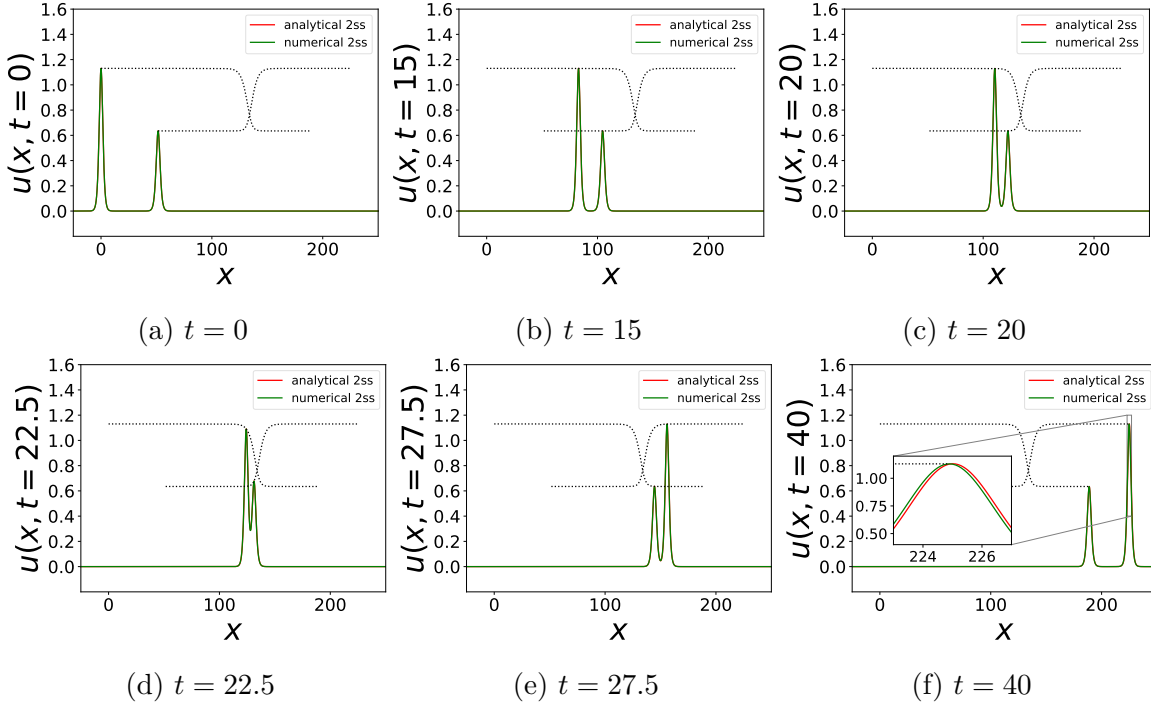 1.6
1.4
1.2
1.0
0.8
0.6
0.4
0.2
0.0
u(x, t = 0)
analytical 2ss
numerical 2ss
0 100 200
x
(a) t = 0
1.6
1.4
1.2
1.0
0.8
0.6
0.4
0.2
0.0
u(x, t = 15)
analytical 2ss
numerical 2ss
0 100 200
x
(b) t = 15
1.6
1.4
1.2
1.0
0.8
0.6
0.4
0.2
0.0
u(x, t = 20)
analytical 2ss
numerical 2ss
0 100 200
x
(c) t = 20
1.6
1.4
1.2
1.0
0.8
0.6
0.4
0.2
0.0
u(x, t = 22.5)
analytical 2ss
numerical 2ss
0 100 200
x
(d) t = 22.5
1.6
1.4
1.2
1.0
0.8
0.6
0.4
0.2
0.0
u(x, t = 27.5)
analytical 2ss
numerical 2ss
0 100 200
x
(e) t = 27.5
1.6
1.4
1.2
1.0
0.8
0.6
0.4
0.2
0.0
u(x, t = 40)
analytical 2ss
numerical 2ss
1.00
0.75
0.50
224 226
0 100 200
x
(f) t = 40